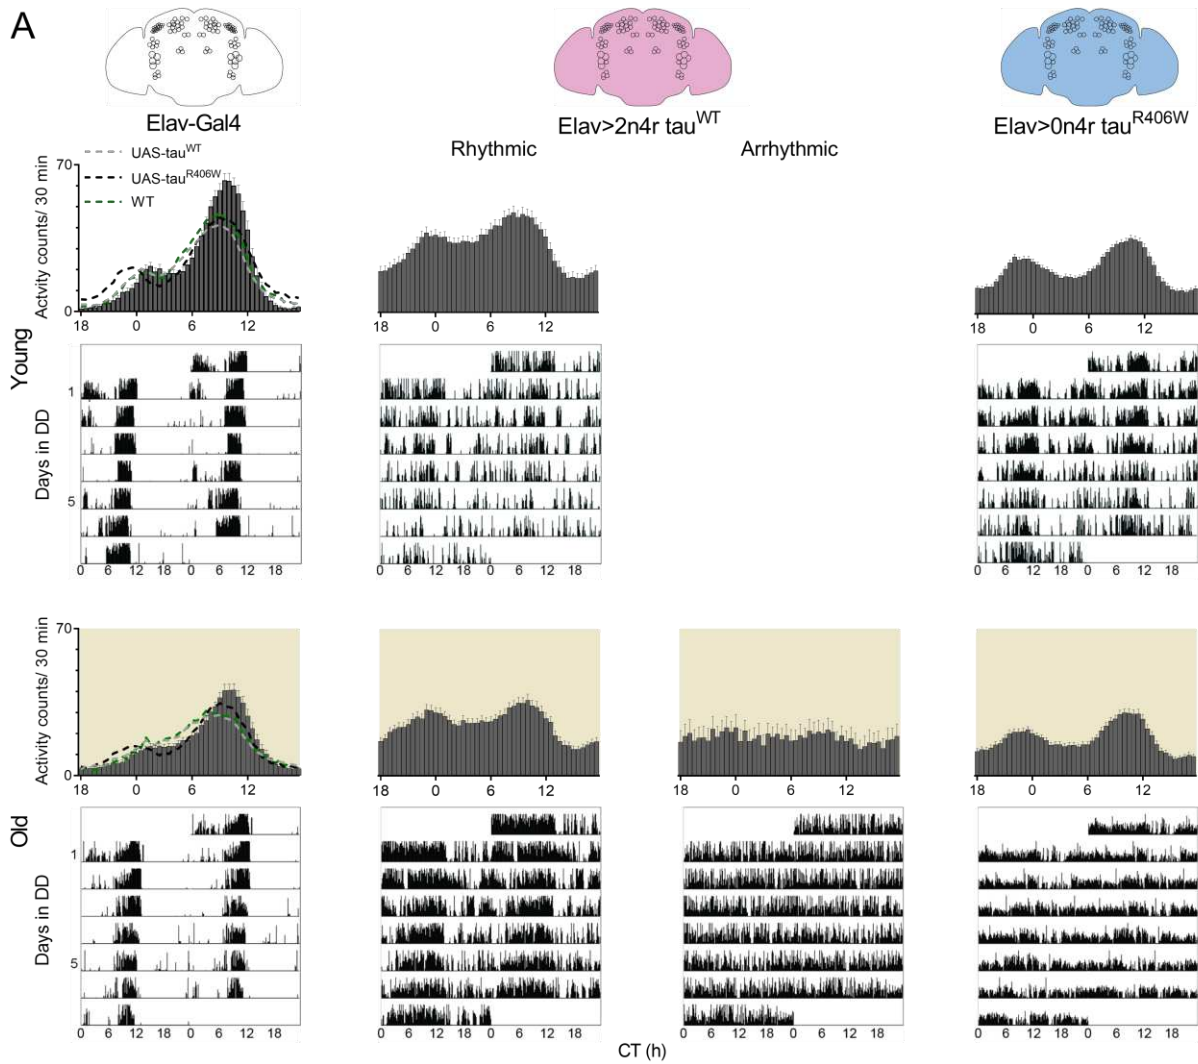 A
Elav-Gal4
Elav>2n4r tau^WT
Elav>0n4r tau^R406W
Rhythmic
Arrhythmic
Young
Actvity counts/ 30 min
70
0
UAS-tau^WT
UAS-tau^R406W
WT
18 0 6 12
18 0 12
18 0 12
Days in DD
1
5
0 6 12 18 0 6 12 18
0 6 12 18 0 6 12 18
0 6 12 18 0 6 12 18
Old
Activity counts/ 30 min
70
0
18 0 6 12
18 0 12
18 0 12
18 0 12
Days in DD
1
5
0 6 12 18 0 6 12 18
0 6 12 18 0 6 12 18
0 6 12 18 0 6 12 18
0 6 12 18 0 6 12 18
CT (h)